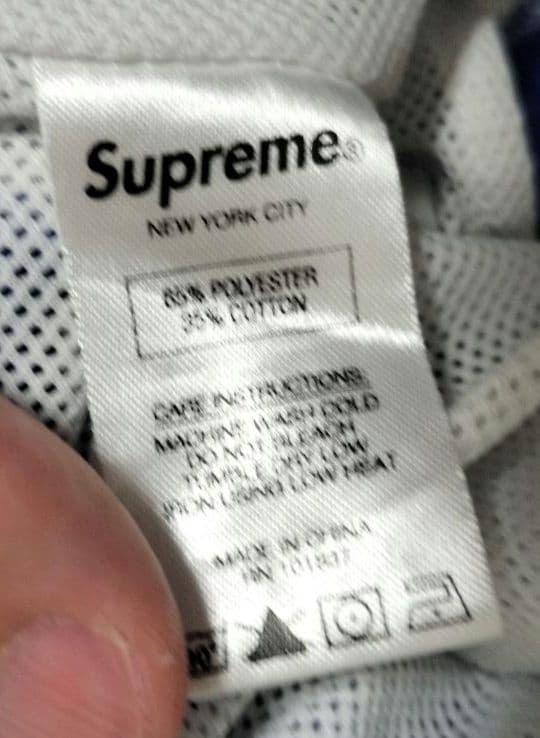 Supreme®
NEW YORK CITY
65% POLYESTER
35% COTTON
CARE INSTRUCTIONS:
MACHINE WASH COLD
DO NOT BLEACH
TUMBLE DRY LOW
IRON USING LOW HEAT
MADE IN CHINA
RN 101837